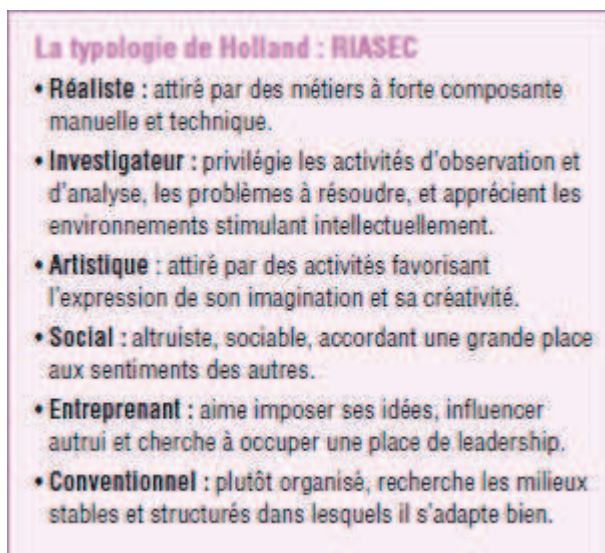 La typologie de Holland : RIASEC
• Réaliste : attiré par des métiers à forte composante
manuelle et technique.
• Investigateur : privilégie les activités d'observation et
d'analyse, les problèmes à résoudre, et apprécient les
environnements stimulant intellectuellement.
• Artistique : attiré par des activités favorisant
l'expression de son imagination et sa créativité.
• Social : altruiste, sociable, accordant une grande place
aux sentiments des autres.
• Entreprenant : aime imposer ses idées, influencer
autrui et cherche à occuper une place de leadership.
• Conventionnel : plutôt organisé, recherche les milieux
stables et structurés dans lesquels il s'adapte bien.